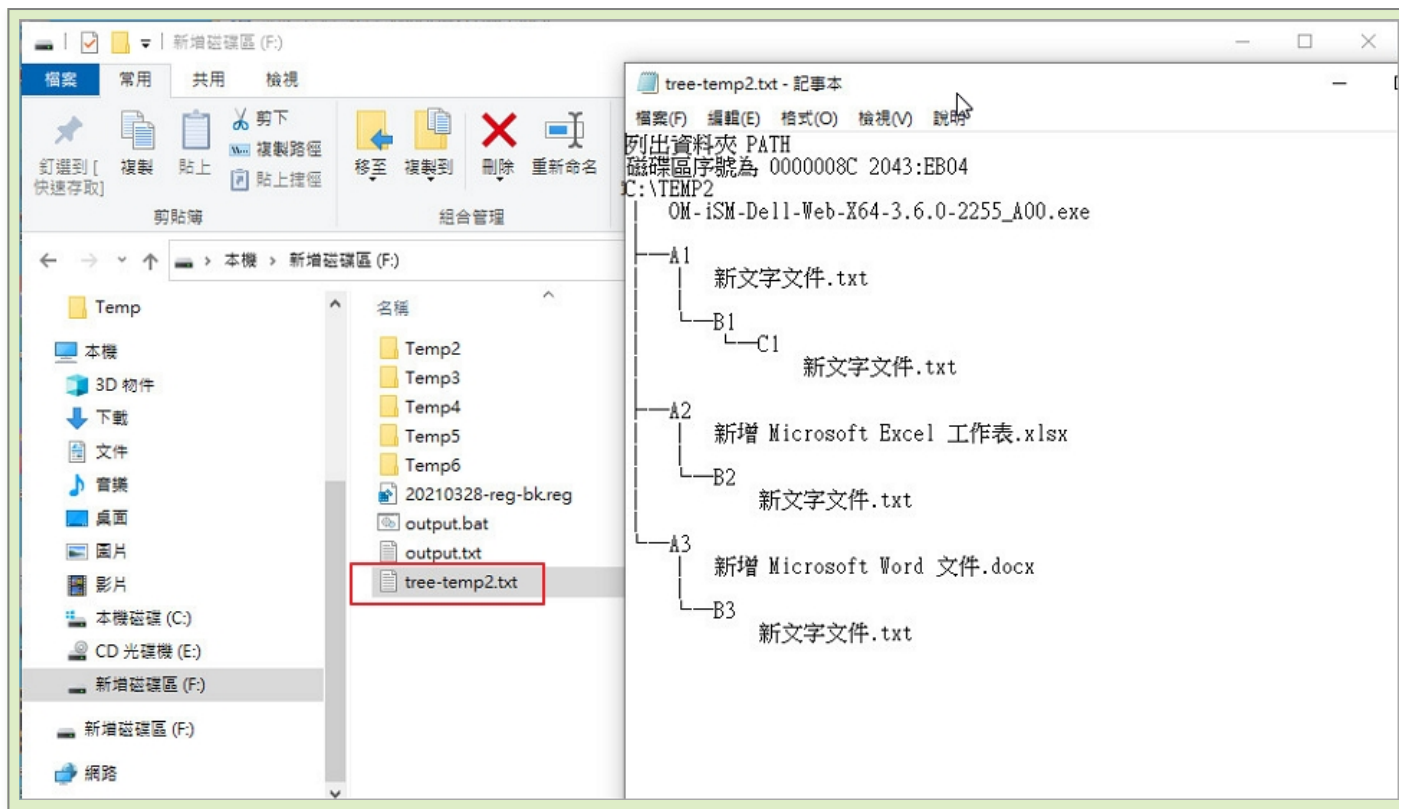 新增磁碟區 (F:)
檔案 常用 共用 檢視
釘選到 [
快速存取]
複製
貼上
剪下
複製路徑
貼上捷徑
移至
複製到
刪除
重新命名
剪貼簿
組合管理
本機 › 新增磁碟區 (F:)
Temp
本機
3D 物件
下載
文件
音樂
桌面
圖片
影片
本機磁碟 (C:)
CD 光碟機 (E:)
新增磁碟區 (F:)
新增磁碟區 (F:)
網路
名稱
Temp2
Temp3
Temp4
Temp5
Temp6
20210328-reg-bk.reg
output.bat
output.txt
tree-temp2.txt
tree-temp2.txt - 記事本
檔案(F) 編輯(E) 格式(O) 檢視(V) 說明
列出資料夾 PATH
磁碟區序號為 0000008C 2043:EB04
C:\TEMP2
│  OM-iSM-Dell-Web-X64-3.6.0-2255_A00.exe
├──A1
│  │  新文字文件.txt
│  └──B1
│      └──C1
│              新文字文件.txt
├──A2
│  │  新增 Microsoft Excel 工作表.xlsx
│  └──B2
│          新文字文件.txt
└──A3
    │  新增 Microsoft Word 文件.docx
    └──B3
            新文字文件.txt